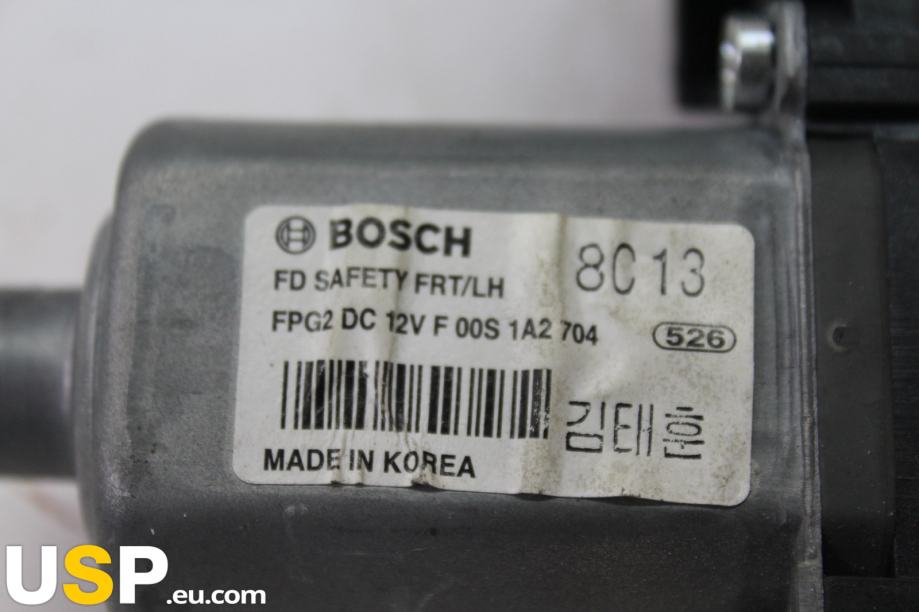 BOSCH
8C13
FD SAFETY FRT/LH
FPG2 DC 12V F 00S 1A2 704
526
김태훈
MADE IN KOREA
USP.eu.com